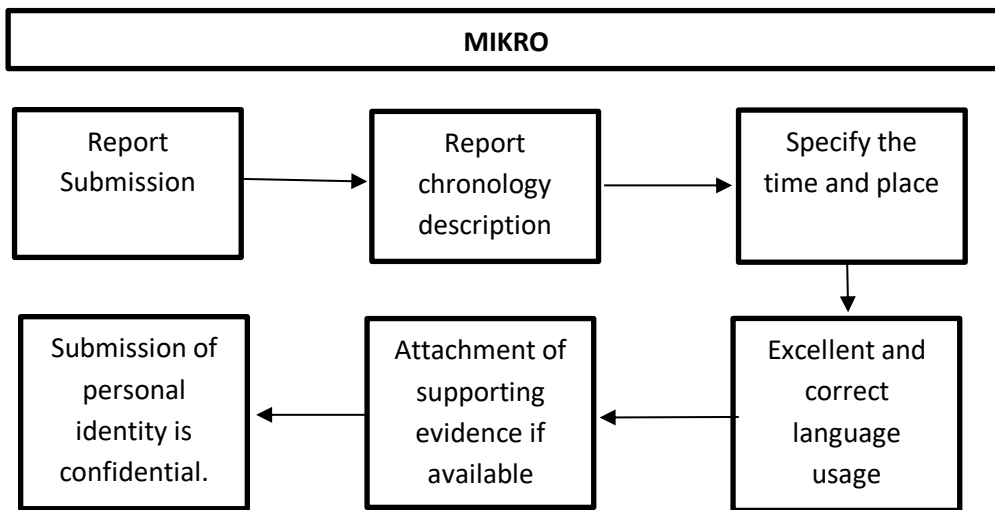 MIKRO
Report
Submission
Report
chronology
description
Specify the
time and place
Excellent and
correct
language
usage
Attachment of
supporting
evidence if
available
Submission of
personal
identity is
confidential.